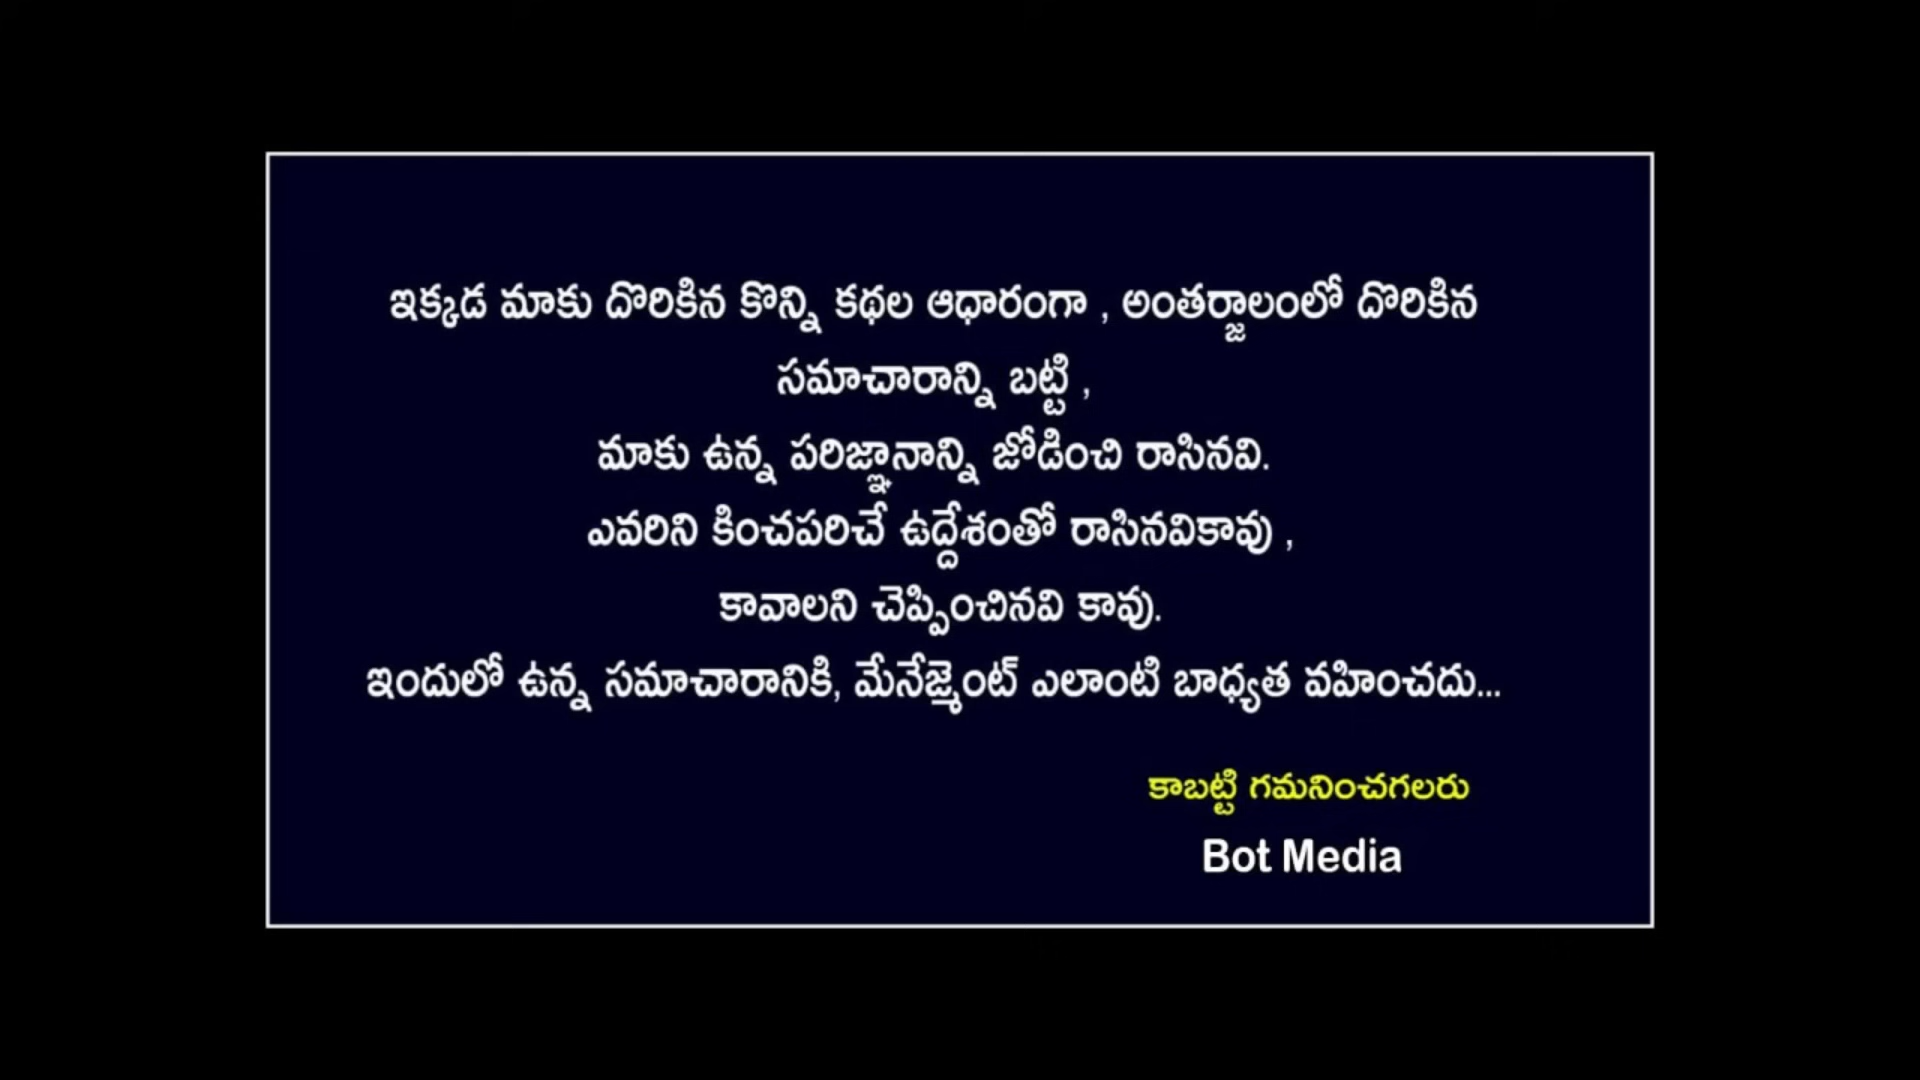 ఇక్కడ మాకు దొరికిన కొన్ని కథల ఆధారంగా , అంతర్జాలంలో దొరికిన
సమాచారాన్ని బట్టి ,
మాకు ఉన్న పరిజ్ఞానాన్ని జోడించి రాసినవి.
ఎవరిని కించపరిచే ఉద్దేశంతో రాసినవికావు ,
కావాలని చెప్పించినవి కావు.
ఇందులో ఉన్న సమాచారానికి, మేనేజ్మెంట్ ఎలాంటి బాధ్యత వహించదు...
కాబట్టి గమనించగలరు
Bot Media